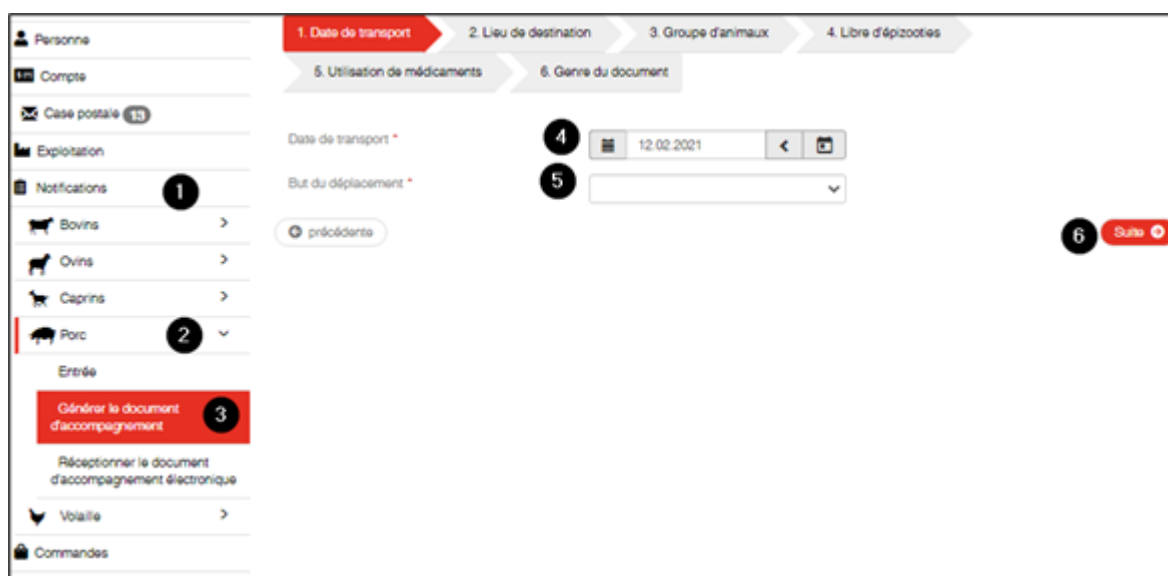 Personne
Compte
Case postale 13
Exploitation
Notifications 1
Bovins
Ovins
Caprins
Porc 2
Entrée
Générer le document
d'accompagnement 3
Réceptionner le document
d'accompagnement électronique
Volaille
Commandes
1. Date de transport 2. Lieu de destination 3. Groupe d'animaux 4. Libre d'épizooties
5. Utilisation de médicaments 6. Genre du document
Date de transport * 4 12.02.2021
But du déplacement * 5
précédente 6 Suite